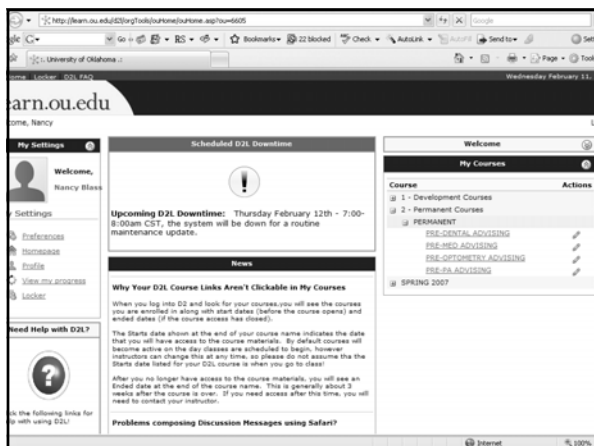 http://learn.ou.edu/d2l/orgTools/ouHome/ouHome.asp?ou=6605
Google
gle G
Go
RS
Bookmarks
22 blocked
Check
AutoLink
AutoFill
Send to
Set
:. University of Oklahoma .:
Page
Tool
ome Locker D2L FAQ
Wednesday February 11,
earn.ou.edu
ome, Nancy
My Settings
Welcome,
Nancy Blass
y Settings
Preferences
Homepage
Profile
View my progress
Locker
Need Help with D2L?
ck the following links for
lp with using D2L!
Scheduled D2L Downtime
Upcoming D2L Downtime: Thursday February 12th - 7:00-
8:00am CST, the system will be down for a routine
maintenance update.
News
Why Your D2L Course Links Aren't Clickable in My Courses
When you log into D2 and look for your courses,you will see the courses
you are enrolled in along with start dates (before the course opens) and
ended dates (if the course access has closed).
The Starts date shown at the end of your course name indicates the date
that you will have access to the course materials. By default courses will
become active on the day classes are scheduled to begin, however
instructors can change this at any time, so please do not assume tha the
Starts date listed for your D2L course is when you go to class!
After you no longer have access to the course materials, you will see an
Ended date at the end of the course name. This is generally about 3
weeks after the course is over. If you need access after this time, you will
need to contact your instructor.
Problems composing Discussion Messages using Safari?
Welcome
My Courses
Course Actions
1 - Development Courses
2 - Permanent Courses
PERMANENT
PRE-DENTAL ADVISING
PRE-MED ADVISING
PRE-OPTOMETRY ADVISING
PRE-PA ADVISING
SPRING 2007
Internet
100%